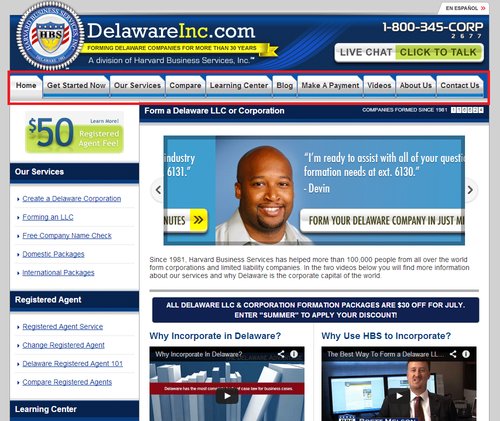 EN ESPAÑOL
HARVARD BUSINESS SERVICES
HBS
DELAWARE, INC.
DelawareInc.com
FORMING DELAWARE COMPANIES FOR MORE THAN 30 YEARS
A division of Harvard Business Services, Inc.™
1-800-345-CORP
2 6 7 7
LIVE CHAT CLICK TO TALK
Home Get Started Now Our Services Compare Learning Center Blog Make A Payment Videos About Us Contact Us
Learn More!
$50 Registered
Agent Fee!
Our Services
Create a Delaware Corporation
Forming an LLC
Free Company Name Check
Domestic Packages
International Packages
Registered Agent
Registered Agent Service
Change Registered Agent
Delaware Registered Agent 101
Compare Registered Agents
Learning Center
Form a Delaware LLC or Corporation
COMPANIES FORMED SINCE 1981
industry
6131.”
NUTES »
“I’m ready to assist with all of your questi
formation needs at ext. 6130.”
- Devin
FORM YOUR DELAWARE COMPANY IN JUST MI
Since 1981, Harvard Business Services has helped more than 100,000 people from all over the world
form corporations and limited liability companies. In the two videos below you will find more information
about our services and why Delaware is the corporate capital of the world.
ALL DELAWARE LLC & CORPORATION FORMATION PACKAGES ARE $30 OFF FOR JULY.
ENTER "SUMMER" TO APPLY YOUR DISCOUNT!
Why Incorporate in Delaware?
Why Incorporate In Delaware?
Delaware has the most
case law for business cases.
Why Use HBS to Incorporate?
The Best Way To Form a Delaware LL...